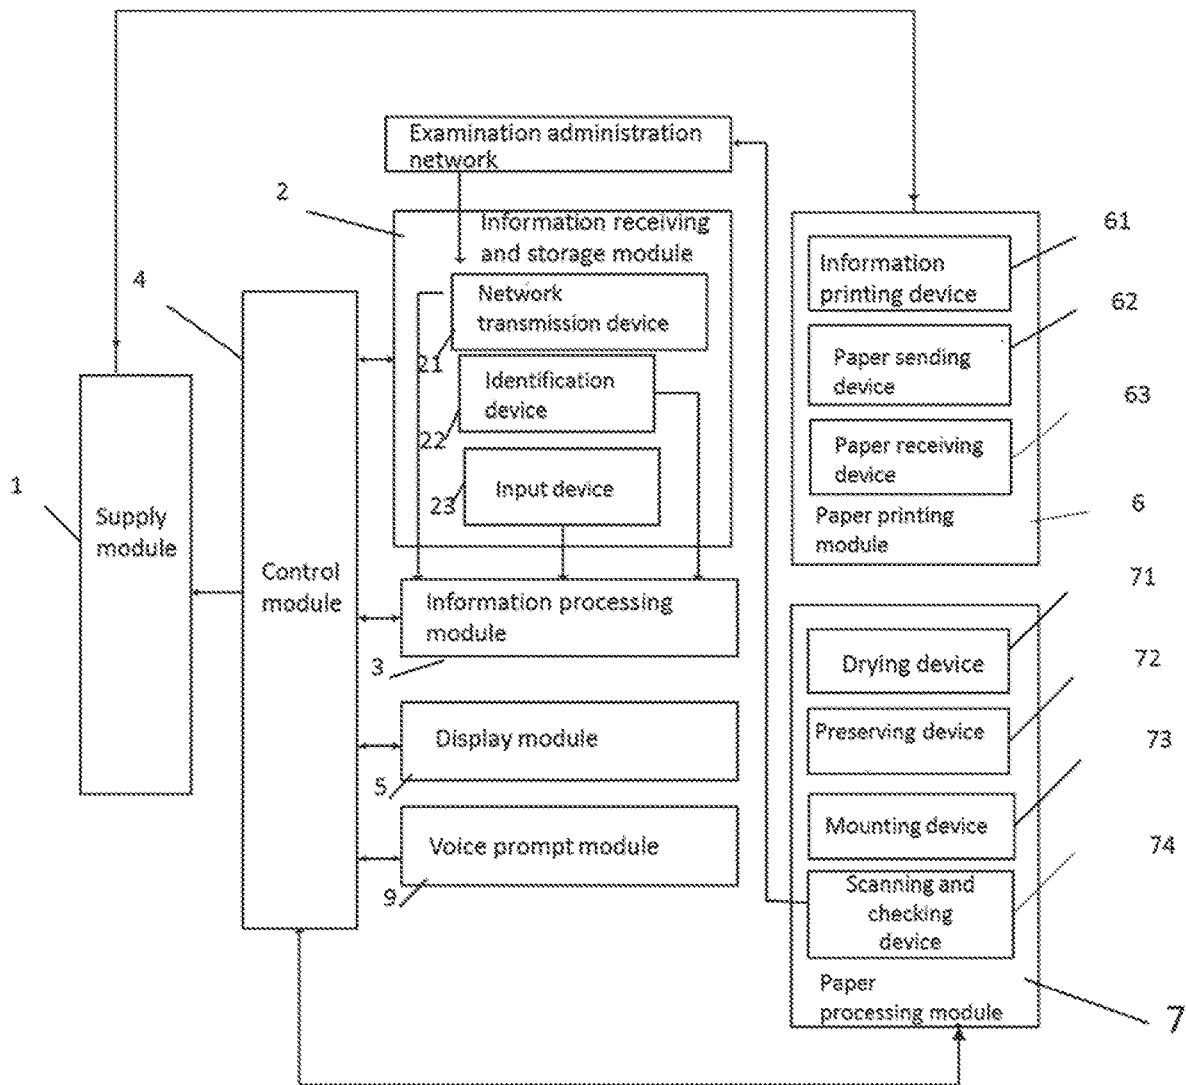 Examination administration
network
2
Information receiving
and storage module
61
Information
printing device
4
Network
transmission device
62
21
Paper sending
device
Identification
device
22
63
Paper receiving
device
1
23
Input device
Supply
module
Paper printing
module
6
Control
module
Information processing
module
71
3
Drying device
72
Preserving device
Display module
73
5
Mounting device
Voice prompt module
74
9
Scanning and
checking
device
Paper
processing module
7